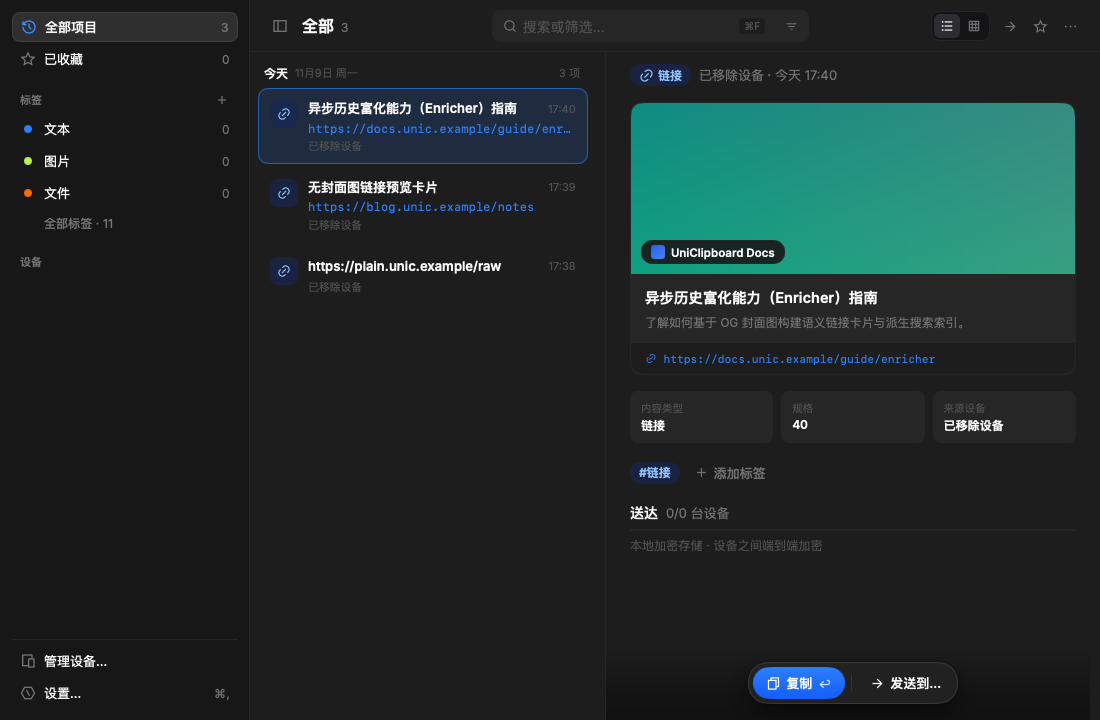 全部项目 3
已收藏 0
标签
文本 0
图片 0
文件 0
全部标签 · 11
设备
管理设备...
设置... ⌘,
全部 3
搜索或筛选... ⌘F
今天 11月9日 周一 3 项
异步历史富化能力（Enricher）指南 17:40
https://docs.unic.example/guide/enr…
已移除设备
无封面图链接预览卡片 17:39
https://blog.unic.example/notes
已移除设备
https://plain.unic.example/raw 17:38
已移除设备
链接 已移除设备 · 今天 17:40
UniClipboard Docs
异步历史富化能力（Enricher）指南
了解如何基于 OG 封面图构建语义链接卡片与派生搜索索引。
https://docs.unic.example/guide/enricher
内容类型
链接
规格
40
来源设备
已移除设备
#链接 添加标签
送达 0/0 台设备
本地加密存储 · 设备之间端到端加密
复制
发送到...